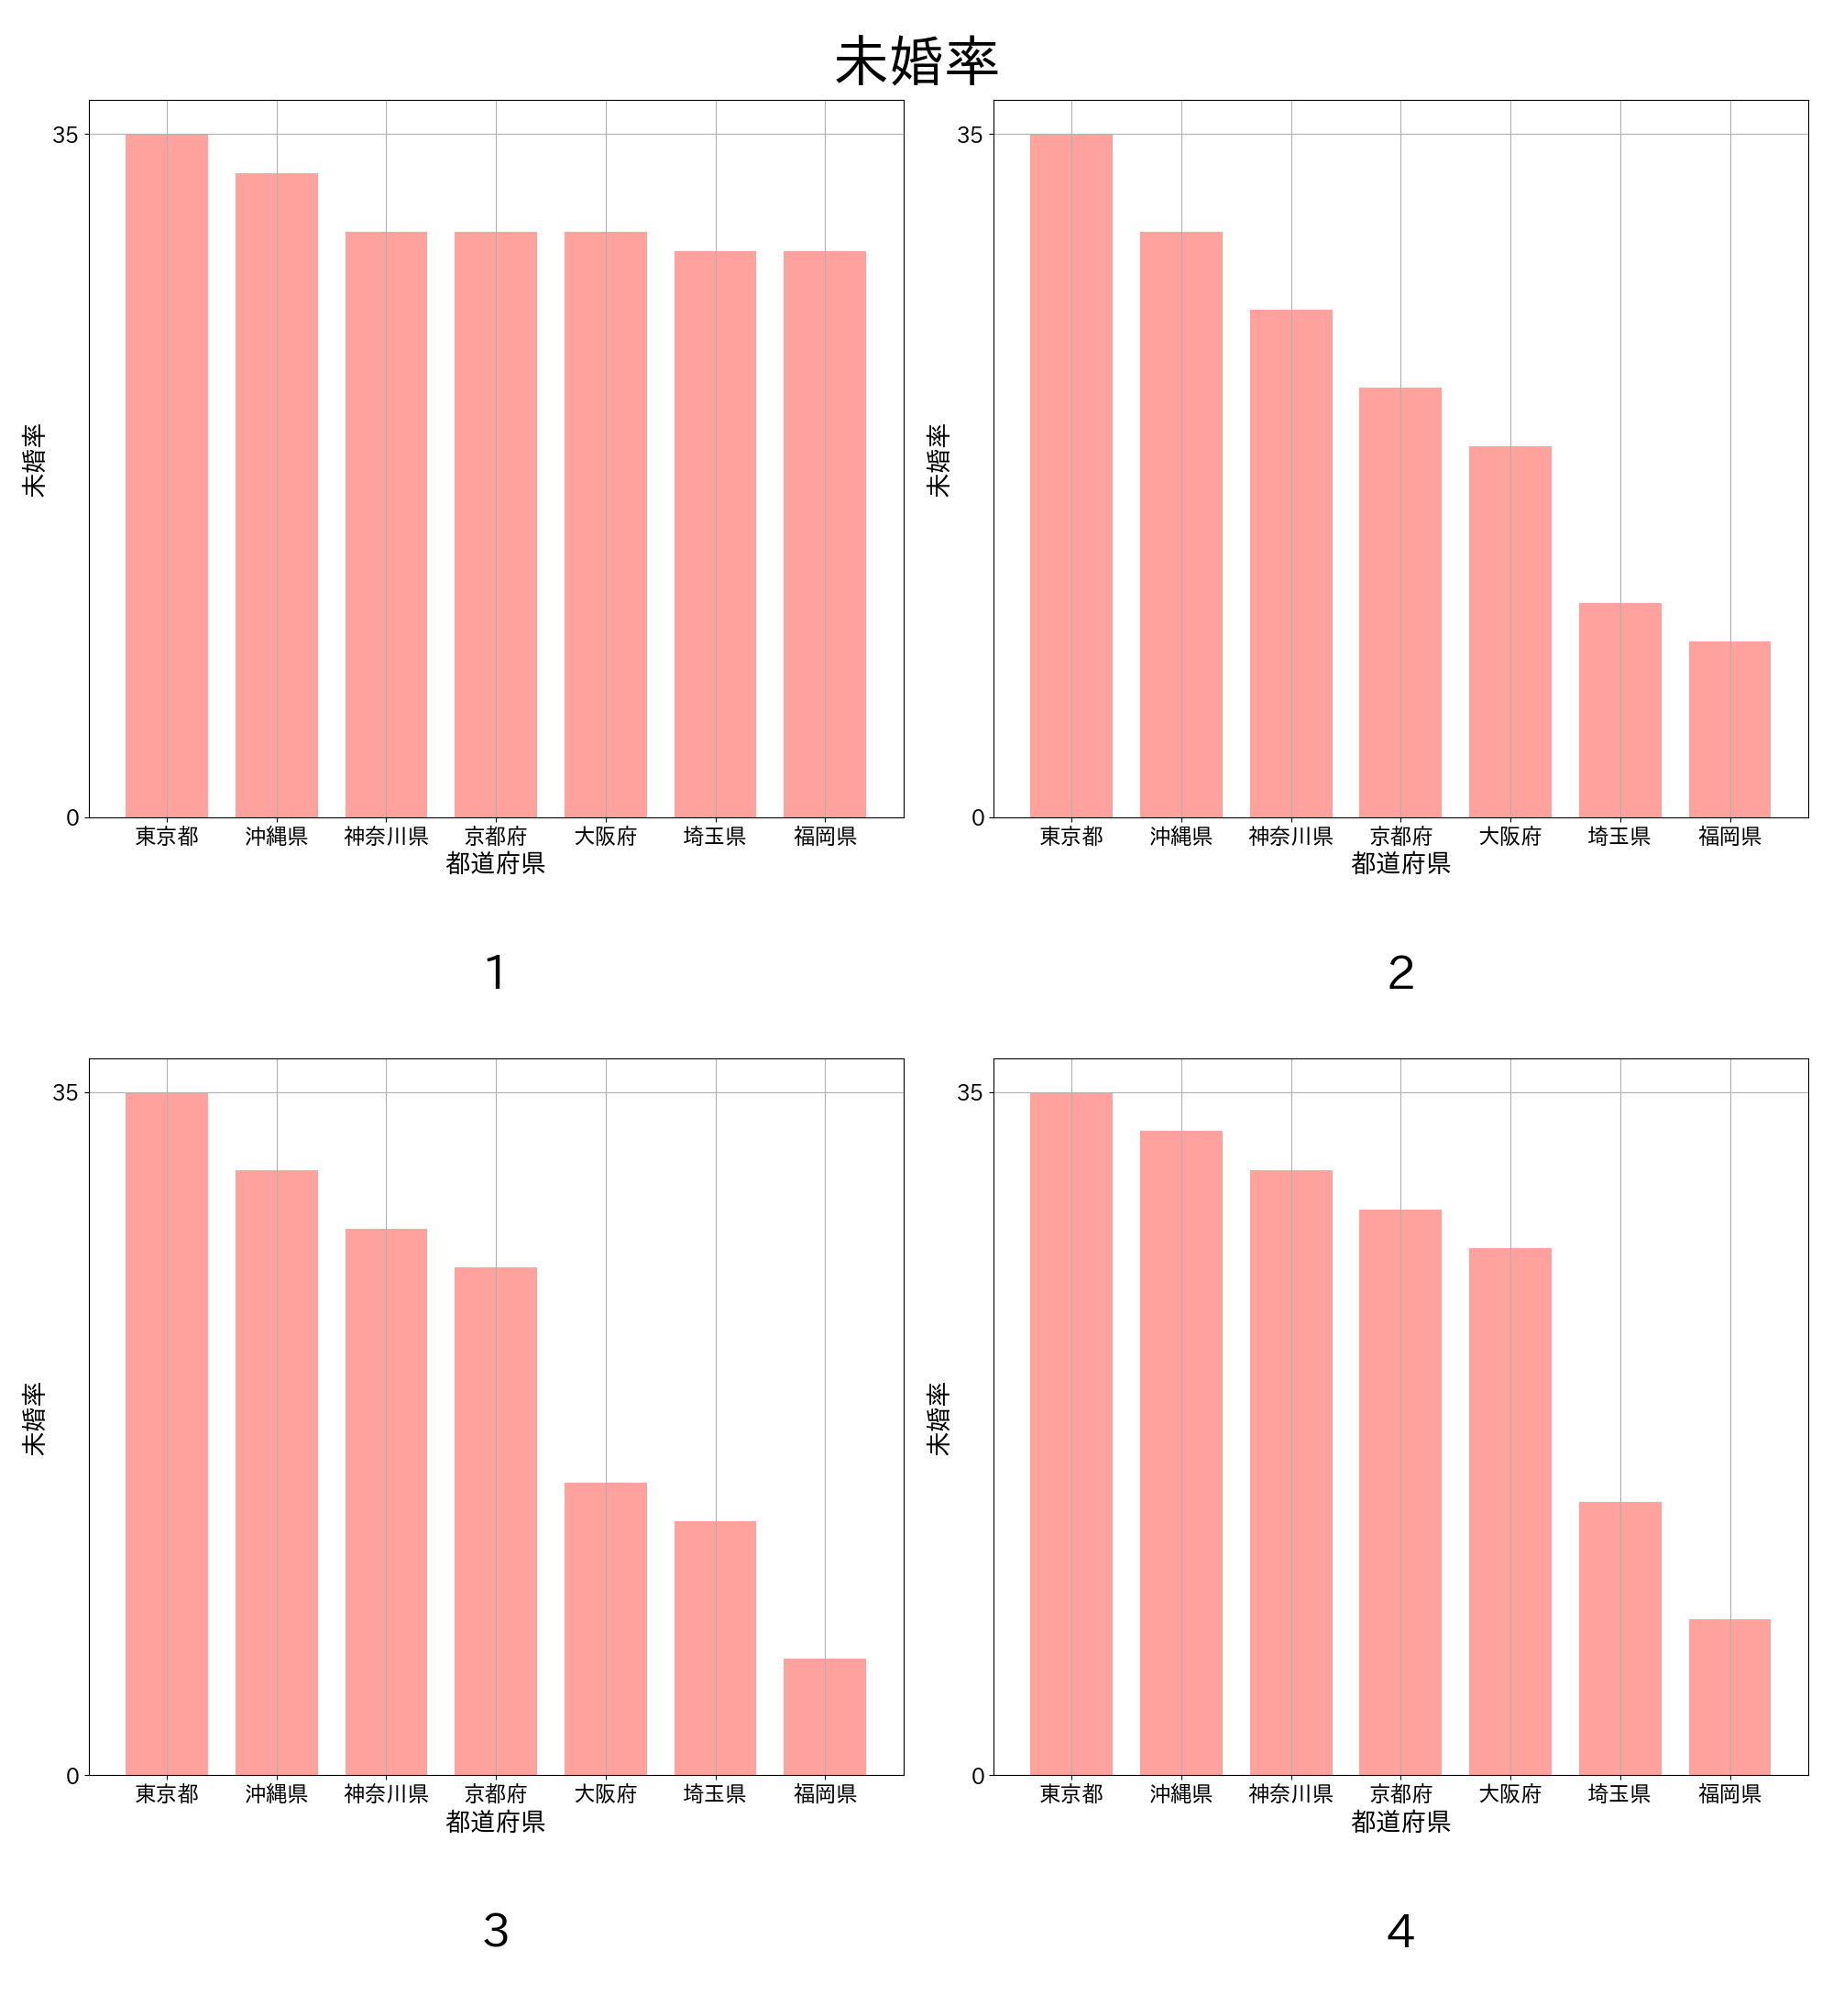 未婚率
35
0
未婚率
東京都 沖縄県 神奈川県 京都府 大阪府 埼玉県 福岡県
都道府県
1
35
0
未婚率
東京都 沖縄県 神奈川県 京都府 大阪府 埼玉県 福岡県
都道府県
2
35
0
未婚率
東京都 沖縄県 神奈川県 京都府 大阪府 埼玉県 福岡県
都道府県
3
35
0
未婚率
東京都 沖縄県 神奈川県 京都府 大阪府 埼玉県 福岡県
都道府県
4